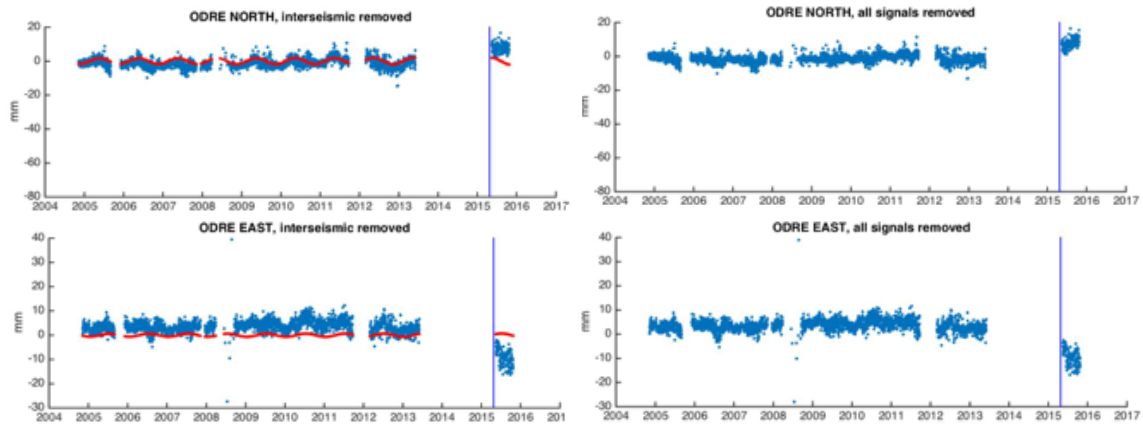 ODRE NORTH, interseismic removed
20
0
-20
-40
-60
-80
mm
2004 2005 2006 2007 2008 2009 2010 2011 2012 2013 2014 2015 2016 2017
ODRE NORTH, all signals removed
20
0
-20
-40
-60
-80
mm
2004 2005 2006 2007 2008 2009 2010 2011 2012 2013 2014 2015 2016 2017
ODRE EAST, interseismic removed
40
30
20
10
0
-10
-20
-30
mm
2004 2005 2006 2007 2008 2009 2010 2011 2012 2013 2014 2015 2016 201
ODRE EAST, all signals removed
40
30
20
10
0
-10
-20
-30
mm
2004 2005 2006 2007 2008 2009 2010 2011 2012 2013 2014 2015 2016 2017